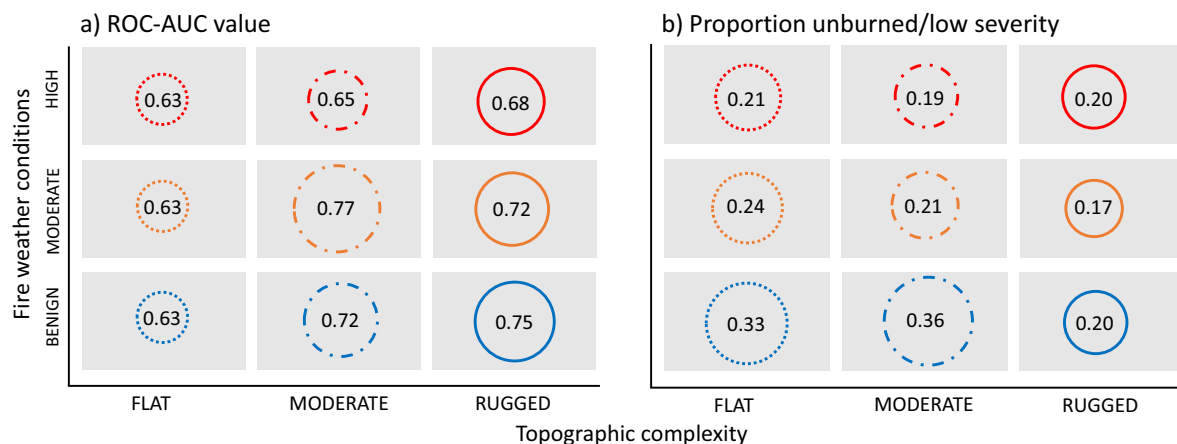 a) ROC-AUC value
b) Proportion unburned/low severity
Fire weather conditions
HIGH
0.63
0.65
0.68
0.21
0.19
0.20
MODERATE
0.63
0.77
0.72
0.24
0.21
0.17
BENIGN
0.63
0.72
0.75
0.33
0.36
0.20
FLAT
MODERATE
RUGGED
FLAT
MODERATE
RUGGED
Topographic complexity